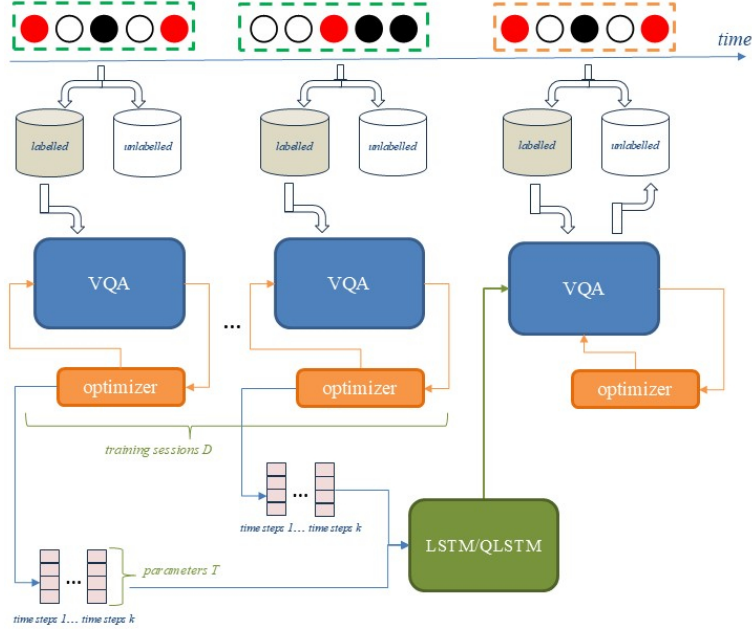 time
labelled
unlabelled
labelled
unlabelled
labelled
unlabelled
VQA
VQA
VQA
...
optimizer
optimizer
optimizer
training sessions D
...
time steps 1... time steps k
LSTM/QLSTM
...
parameters T
time steps 1... time steps k